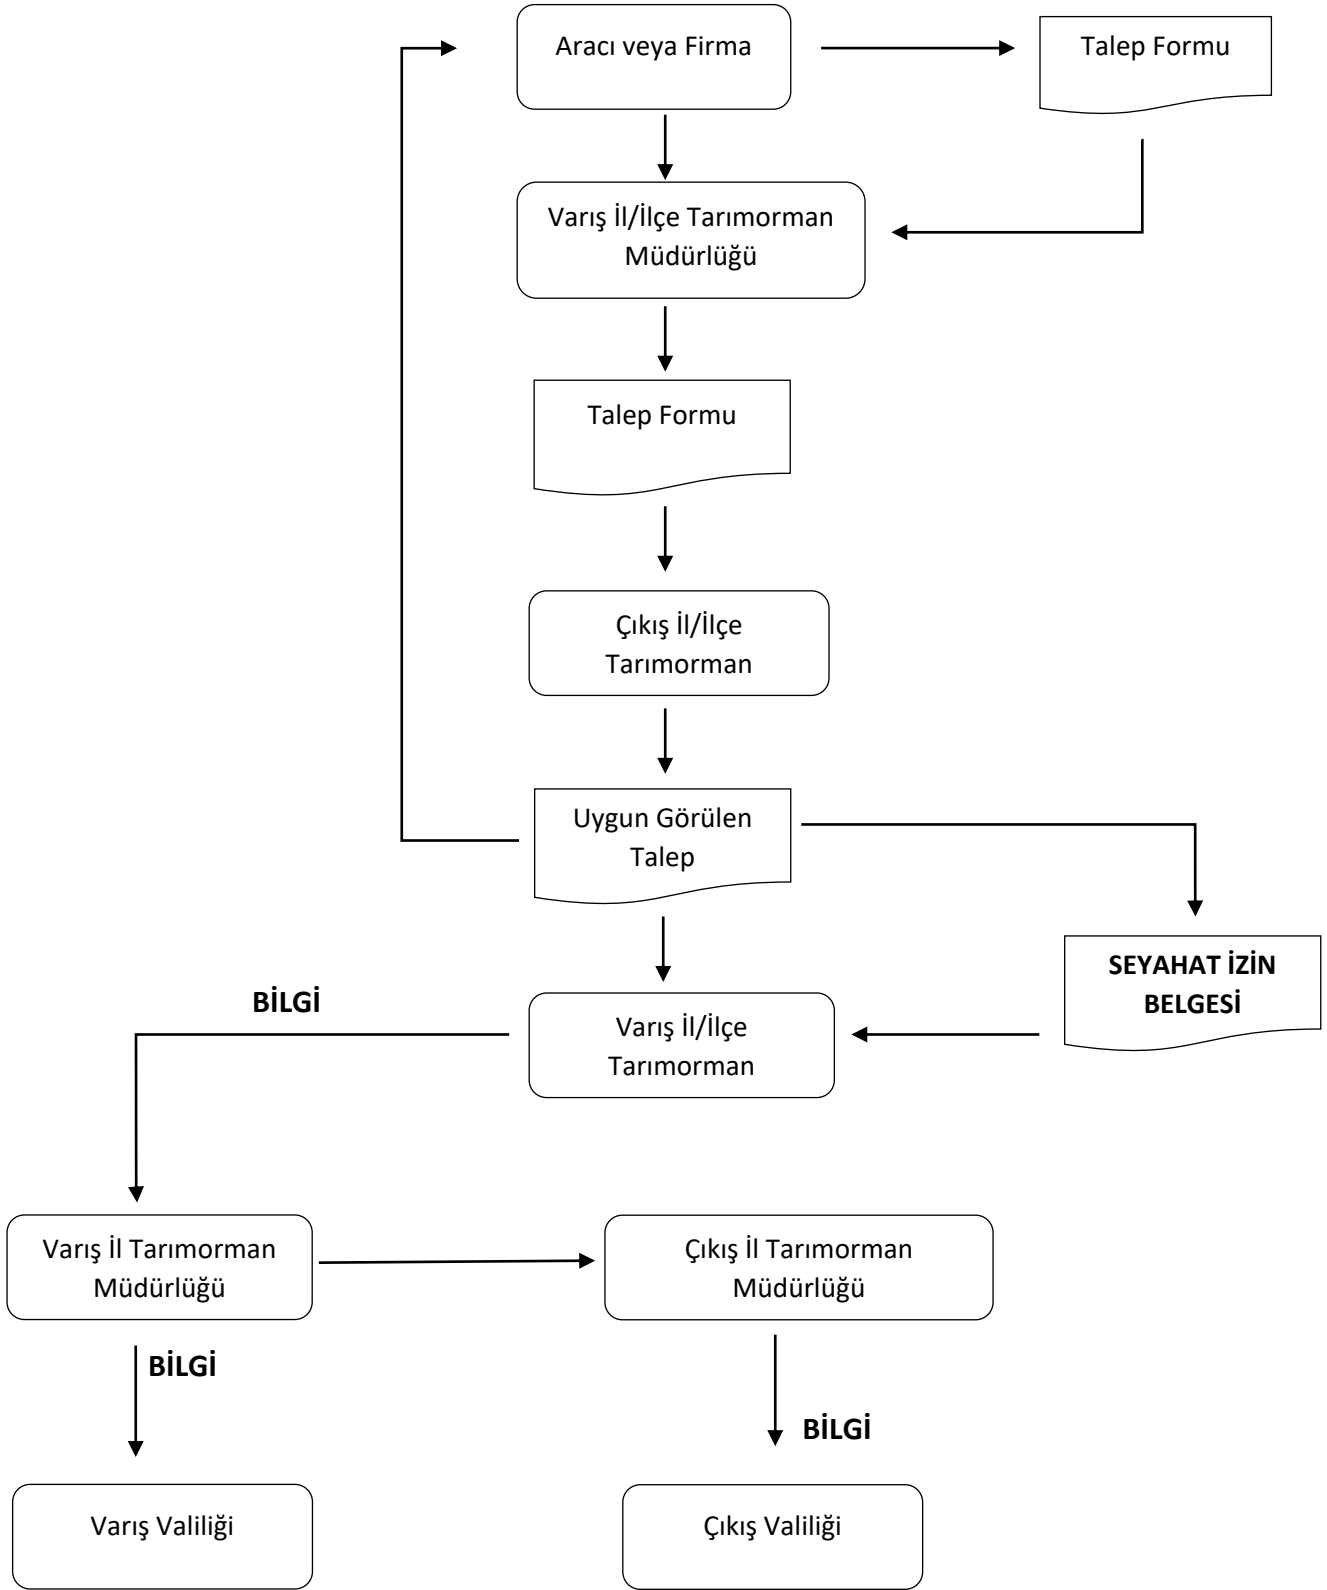 Aracı veya Firma
Talep Formu
Varış İl/İlçe Tarımorman
Müdürlüğü
Talep Formu
Çıkış İl/İlçe
Tarımorman
Uygun Görülen
Talep
SEYAHAT İZİN
BELGESİ
BİLGİ
Varış İl/İlçe
Tarımorman
Varış İl Tarımorman
Müdürlüğü
Çıkış İl Tarımorman
Müdürlüğü
BİLGİ
BİLGİ
Varış Valiliği
Çıkış Valiliği